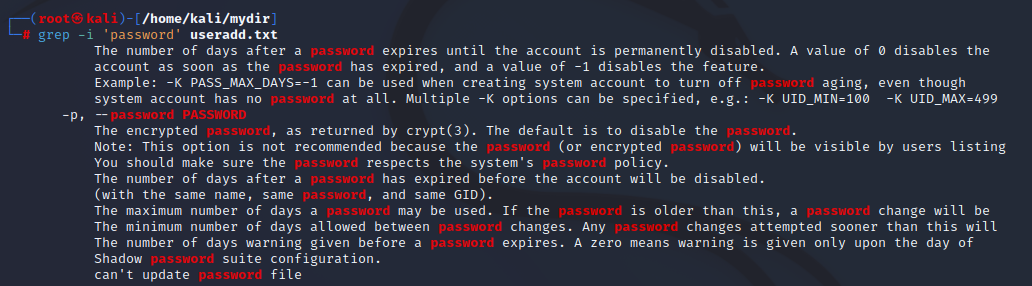 ┌──(root㉿kali)-[/home/kali/mydir]
└─# grep -i 'password' useradd.txt
The number of days after a password expires until the account is permanently disabled. A value of 0 disables the
account as soon as the password has expired, and a value of -1 disables the feature.
Example: -K PASS_MAX_DAYS=-1 can be used when creating system account to turn off password aging, even though
system account has no password at all. Multiple -K options can be specified, e.g.: -K UID_MIN=100  -K UID_MAX=499
-p, --password PASSWORD
The encrypted password, as returned by crypt(3). The default is to disable the password.
Note: This option is not recommended because the password (or encrypted password) will be visible by users listing
You should make sure the password respects the system's password policy.
The number of days after a password has expired before the account will be disabled.
(with the same name, same password, and same GID).
The maximum number of days a password may be used. If the password is older than this, a password change will be
The minimum number of days allowed between password changes. Any password changes attempted sooner than this will
The number of days warning given before a password expires. A zero means warning is given only upon the day of
Shadow password suite configuration.
can't update password file